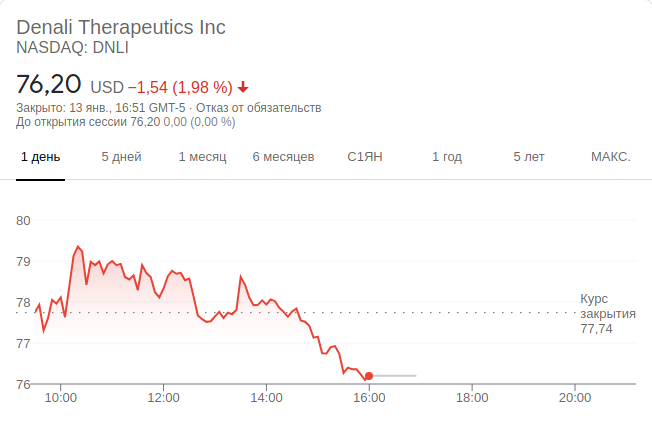 Denali Therapeutics Inc
NASDAQ: DNLI
76,20 USD −1,54 (1,98 %)
Закрыто: 13 янв., 16:51 GMT-5 · Отказ от обязательств
До открытия сессии 76,20 0,00 (0,00 %)
1 день 5 дней 1 месяц 6 месяцев С1ЯН 1 год 5 лет МАКС.
80
79
78
77
76
Курс
закрытия
77,74
10:00 12:00 14:00 16:00 18:00 20:00